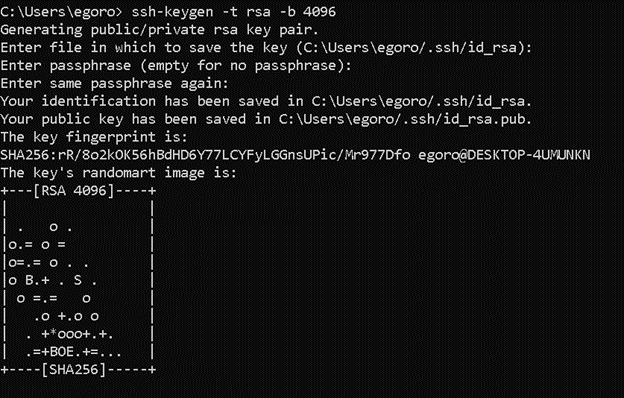 C:\Users\egoro> ssh-keygen -t rsa -b 4096
Generating public/private rsa key pair.
Enter file in which to save the key (C:\Users\egoro/.ssh/id_rsa):
Enter passphrase (empty for no passphrase):
Enter same passphrase again:
Your identification has been saved in C:\Users\egoro/.ssh/id_rsa.
Your public key has been saved in C:\Users\egoro/.ssh/id_rsa.pub.
The key fingerprint is:
SHA256:rR/8o2kOK56hBdHD6Y77LCYFyLGGnsUPic/Mr977Dfo egoro@DESKTOP-4UMUNKN
The key's randomart image is:
+---[RSA 4096]----+
|                 |
| .   o .         |
|o.= o =          |
|o=.= o . .       |
|o B.+ . S .      |
| o =.=   o       |
|   .o +.o o      |
|  . +*ooo+.+.    |
|  .=+BOE.+=...   |
+----[SHA256]-----+